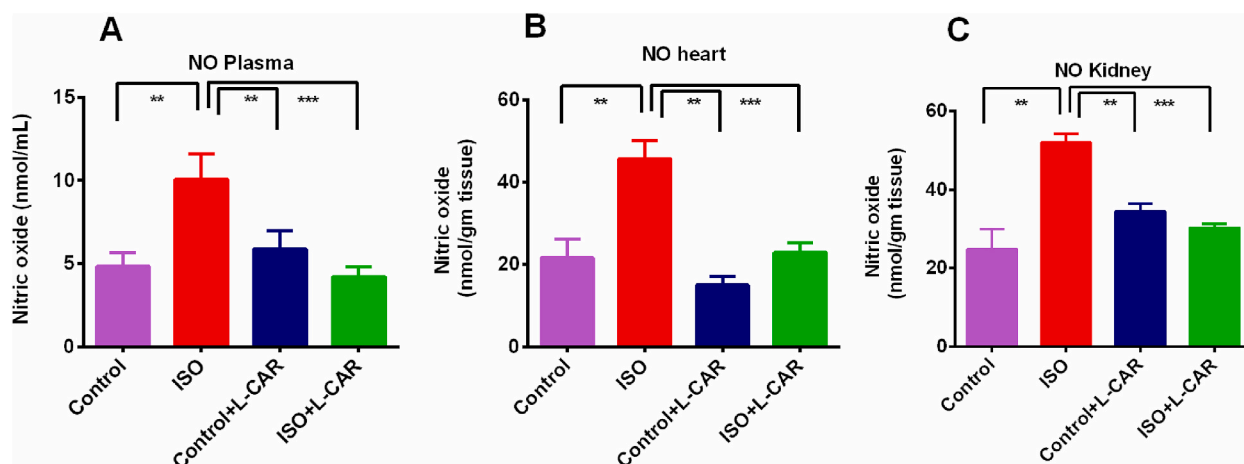 A
NO Plasma
**
**
***
Nitric oxide (nmol/mL)
15
10
5
0
Control
ISO
Control+L-CAR
ISO+L-CAR
B
NO heart
**
**
***
Nitric oxide
(nmol/gm tissue)
60
40
20
0
Control
ISO
Control+L-CAR
ISO+L-CAR
C
NO Kidney
**
**
***
Nitric oxide
(nmol/gm tissue)
60
40
20
0
Control
ISO
Control+L-CAR
ISO+L-CAR